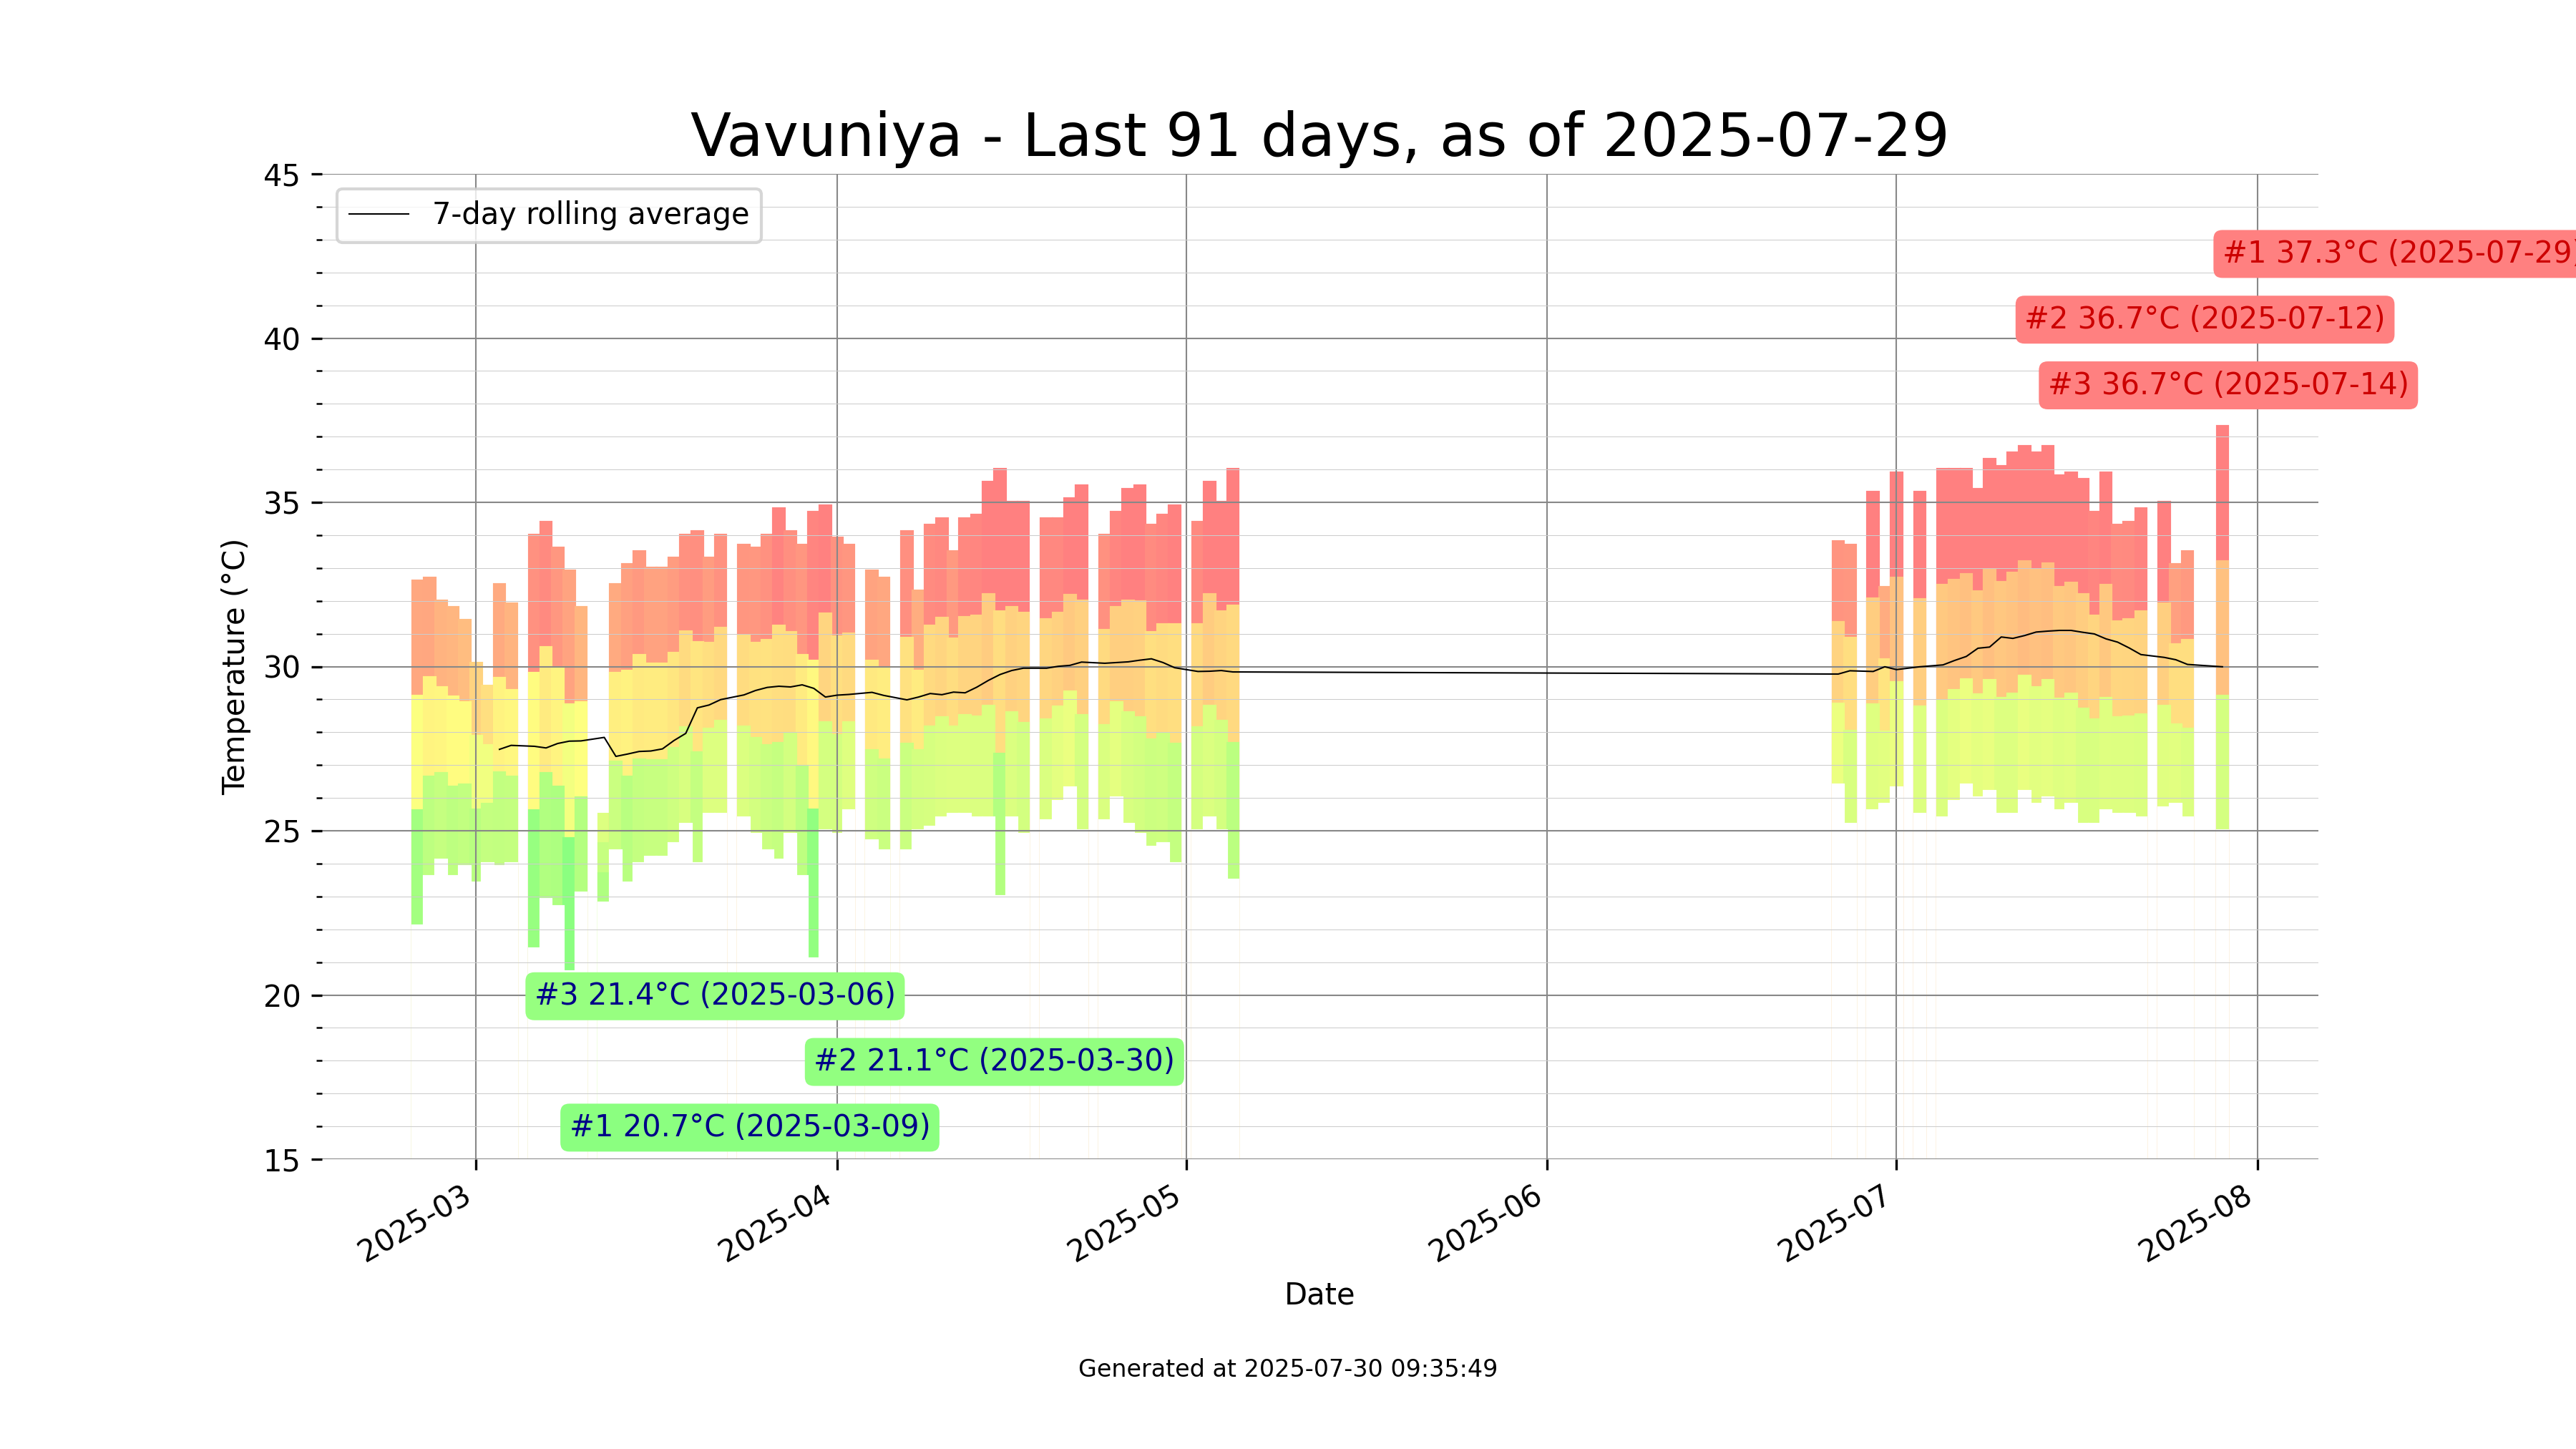 Vavuniya - Last 91 days, as of 2025-07-29
45
40
35
30
25
20
15
Temperature (°C)
7-day rolling average
#1 37.3°C (2025-07-29)
#2 36.7°C (2025-07-12)
#3 36.7°C (2025-07-14)
#3 21.4°C (2025-03-06)
#2 21.1°C (2025-03-30)
#1 20.7°C (2025-03-09)
2025-03
2025-04
2025-05
2025-06
2025-07
2025-08
Date
Generated at 2025-07-30 09:35:49